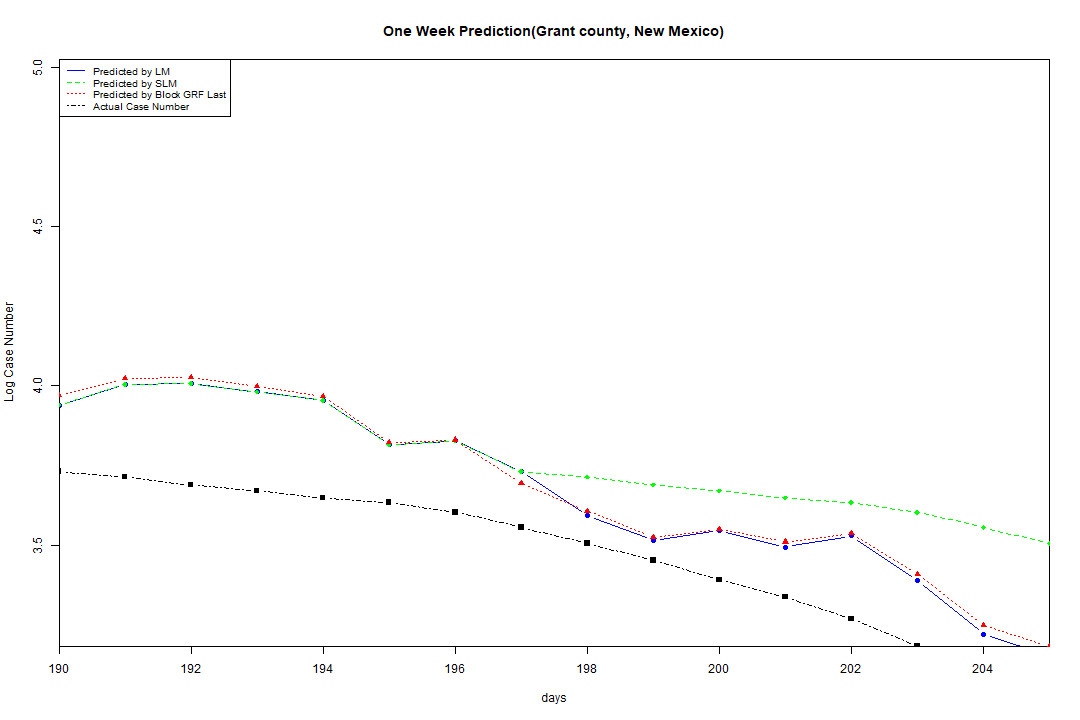 One Week Prediction(Grant county, New Mexico)
Predicted by LM
Predicted by SLM
Predicted by Block GRF Last
Actual Case Number
5.0
4.5
4.0
3.5
Log Case Number
190 192 194 196 198 200 202 204
days